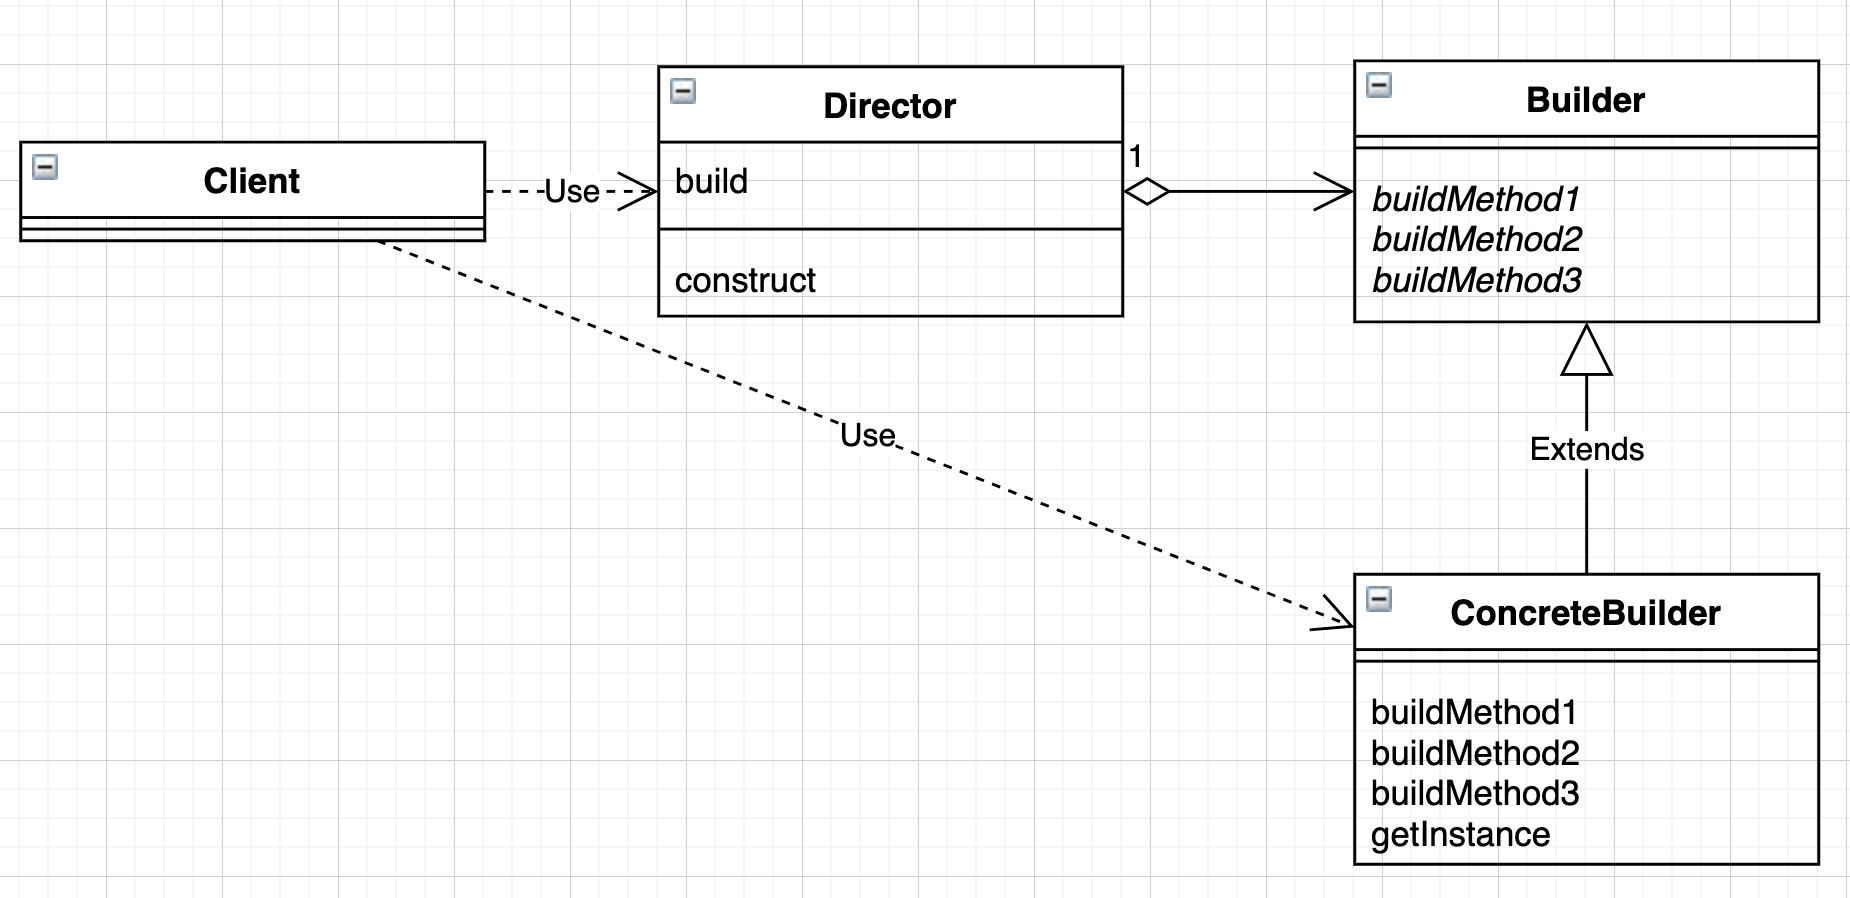 Client
Use
Director
build
construct
1
Builder
buildMethod1
buildMethod2
buildMethod3
Use
Extends
ConcreteBuilder
buildMethod1
buildMethod2
buildMethod3
getInstance